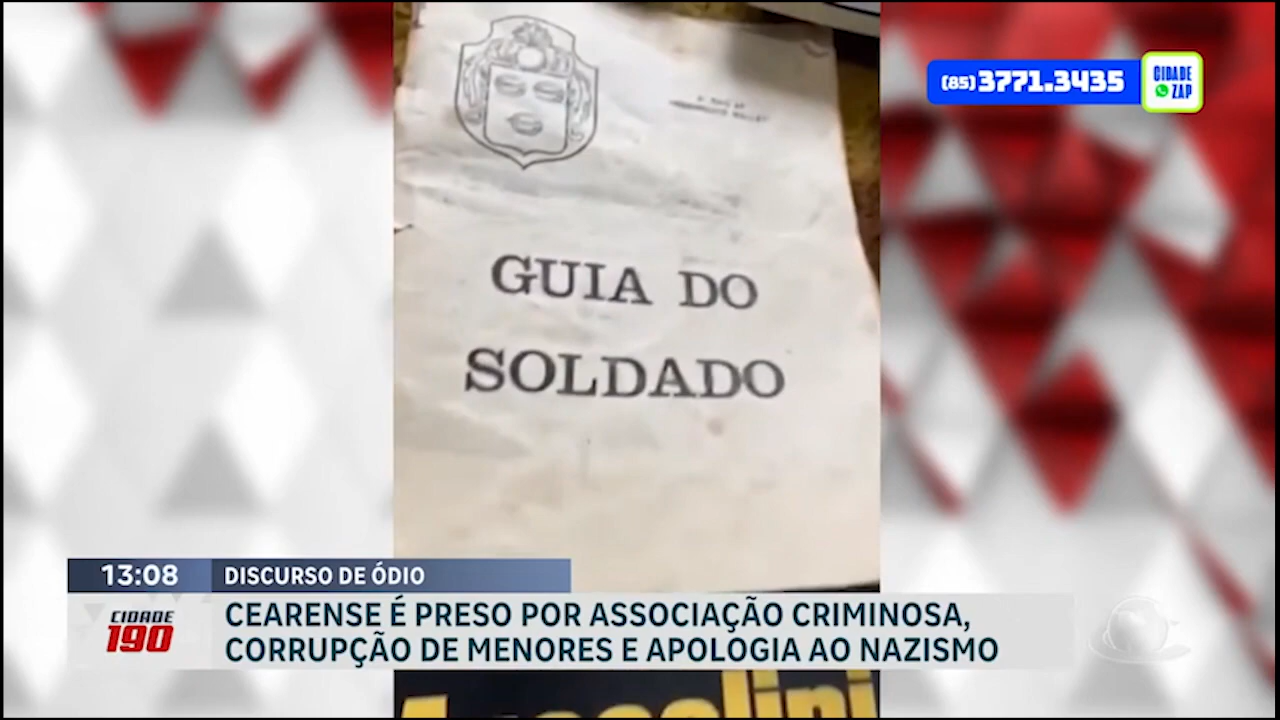 (85) 3771.3435
CIDADE
ZAP
GUIA DO
SOLDADO
13:08
DISCURSO DE ÓDIO
CIDADE
190
CEARENSE É PRESO POR ASSOCIAÇÃO CRIMINOSA,
CORRUPÇÃO DE MENORES E APOLOGIA AO NAZISMO